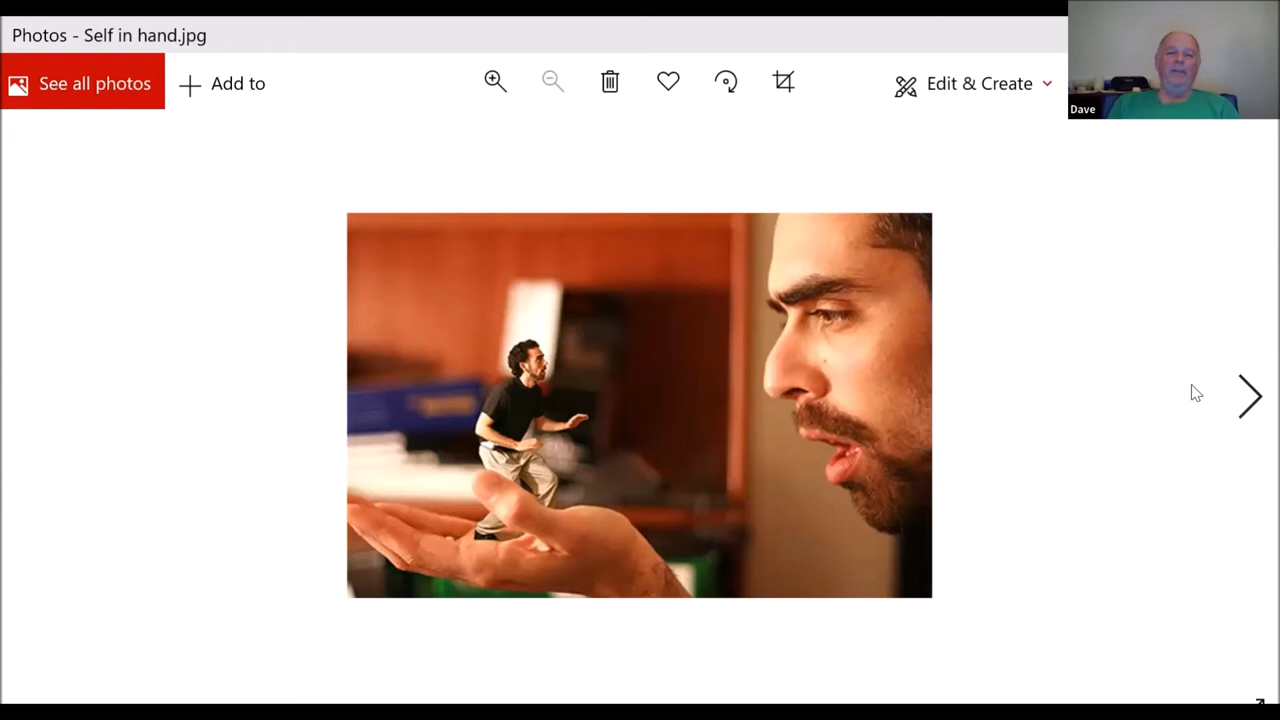 Photos - Self in hand.jpg
See all photos
Add to
Edit & Create
Dave